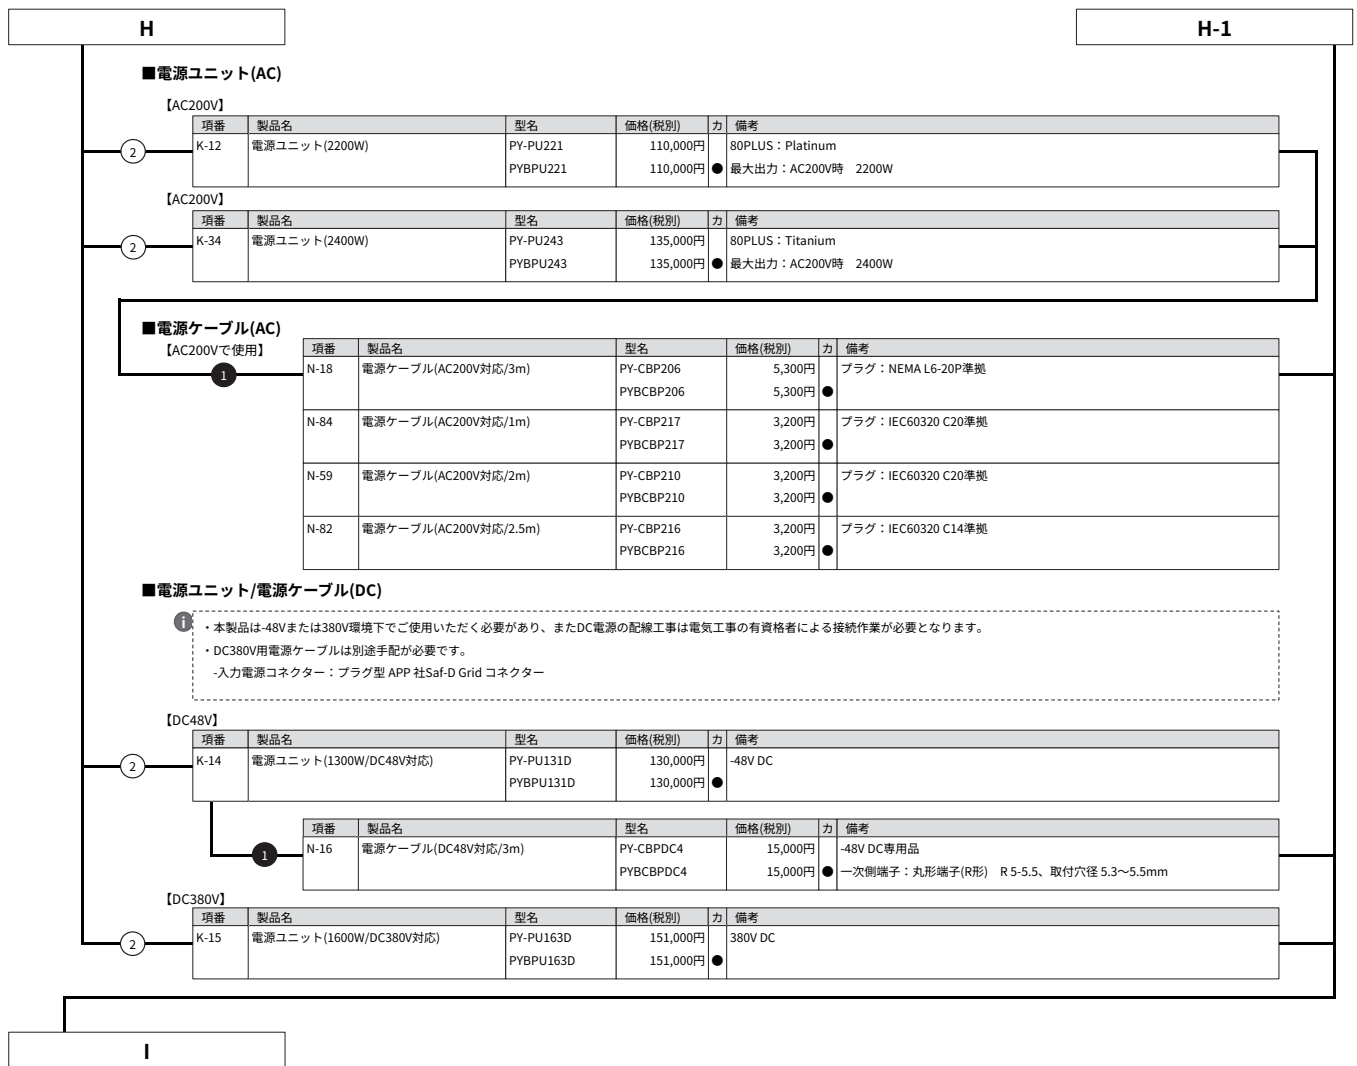 H
H-1
■電源ユニット(AC)
【AC200V】
項番 製品名 型名 価格(税別) カ 備考
② K-12 電源ユニット(2200W) PY-PU221 110,000円 80PLUS：Platinum
PYBPU221 110,000円 ● 最大出力：AC200V時 2200W
【AC200V】
項番 製品名 型名 価格(税別) カ 備考
② K-34 電源ユニット(2400W) PY-PU243 135,000円 80PLUS：Titanium
PYBPU243 135,000円 ● 最大出力：AC200V時 2400W
■電源ケーブル(AC)
【AC200Vで使用】
項番 製品名 型名 価格(税別) カ 備考
❶ N-18 電源ケーブル(AC200V対応/3m) PY-CBP206 5,300円 プラグ：NEMA L6-20P準拠
PYBCBP206 5,300円 ●
N-84 電源ケーブル(AC200V対応/1m) PY-CBP217 3,200円 プラグ：IEC60320 C20準拠
PYBCBP217 3,200円 ●
N-59 電源ケーブル(AC200V対応/2m) PY-CBP210 3,200円 プラグ：IEC60320 C20準拠
PYBCBP210 3,200円 ●
N-82 電源ケーブル(AC200V対応/2.5m) PY-CBP216 3,200円 プラグ：IEC60320 C14準拠
PYBCBP216 3,200円 ●
■電源ユニット/電源ケーブル(DC)
i ・本製品は-48Vまたは380V環境下でご使用いただく必要があり、またDC電源の配線工事は電気工事の有資格者による接続作業が必要となります。
・DC380V用電源ケーブルは別途手配が必要です。
-入力電源コネクター：プラグ型 APP 社Saf-D Grid コネクター
【DC48V】
項番 製品名 型名 価格(税別) カ 備考
② K-14 電源ユニット(1300W/DC48V対応) PY-PU131D 130,000円 -48V DC
PYBPU131D 130,000円 ●
項番 製品名 型名 価格(税別) カ 備考
❶ N-16 電源ケーブル(DC48V対応/3m) PY-CBPDC4 15,000円 -48V DC専用品
PYBCBPDC4 15,000円 ● 一次側端子：丸形端子(R形) R 5-5.5、取付穴径 5.3～5.5mm
【DC380V】
項番 製品名 型名 価格(税別) カ 備考
② K-15 電源ユニット(1600W/DC380V対応) PY-PU163D 151,000円 380V DC
PYBPU163D 151,000円 ●
I